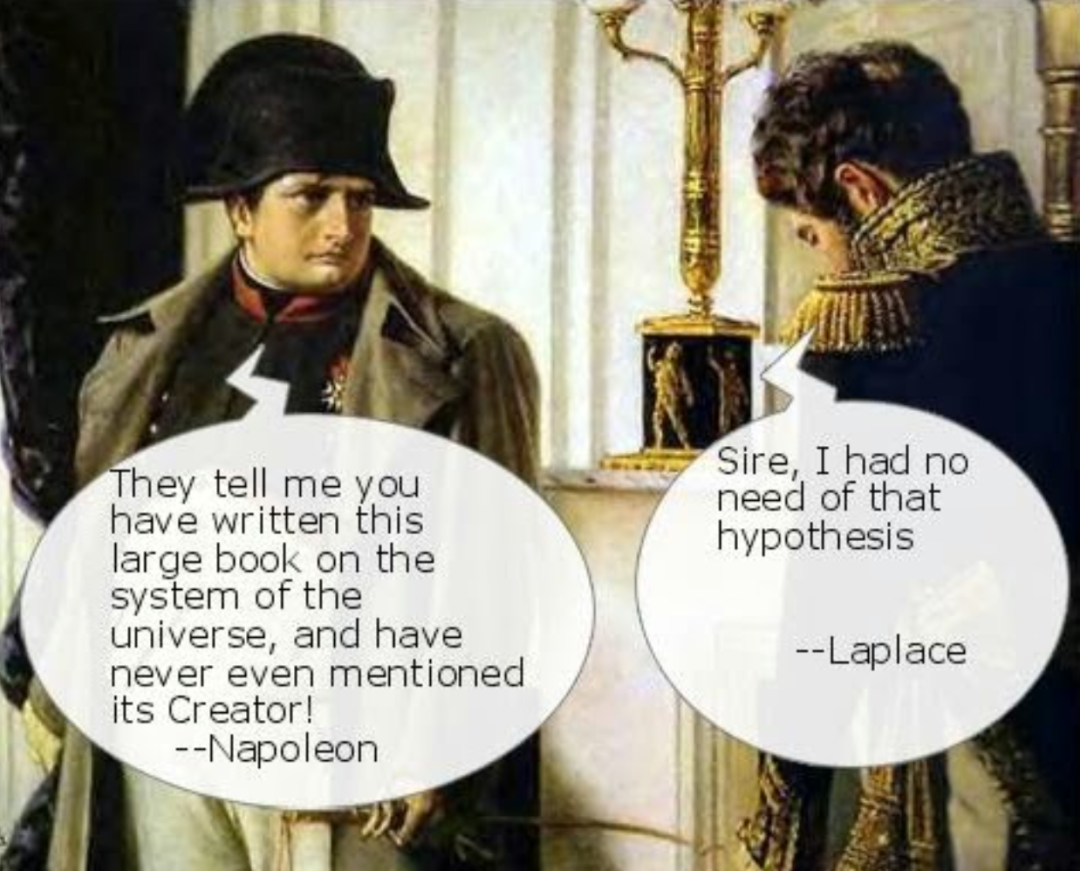 They tell me you
have written this
large book on the
system of the
universe, and have
never even mentioned
its Creator!
--Napoleon
Sire, I had no
need of that
hypothesis
--Laplace